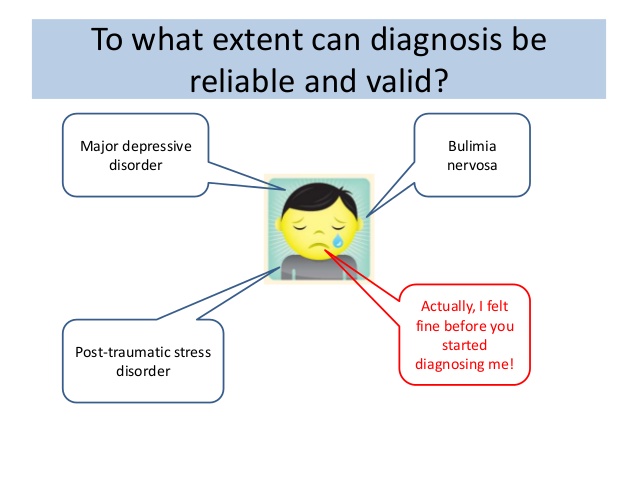 To what extent can diagnosis be
reliable and valid?
Major depressive
disorder
Bulimia
nervosa
Post-traumatic stress
disorder
Actually, I felt
fine before you
started
diagnosing me!